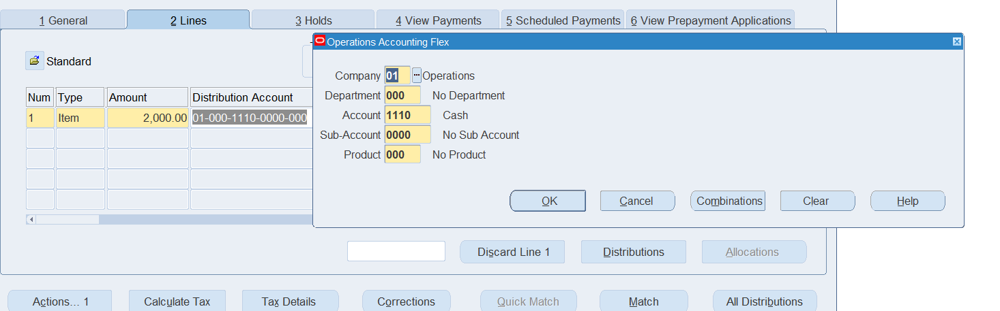 1 General 2 Lines 3 Holds 4 View Payments 5 Scheduled Payments 6 View Prepayment Applications
Operations Accounting Flex
Standard
Company 01 ... Operations
Department 000 No Department
Account 1110 Cash
Sub-Account 0000 No Sub Account
Product 000 No Product
Num Type Amount Distribution Account
1 Item 2,000.00 01-000-1110-0000-000
OK Cancel Combinations Clear Help
Discard Line 1 Distributions Allocations
Actions... 1 Calculate Tax Tax Details Corrections Quick Match Match All Distributions